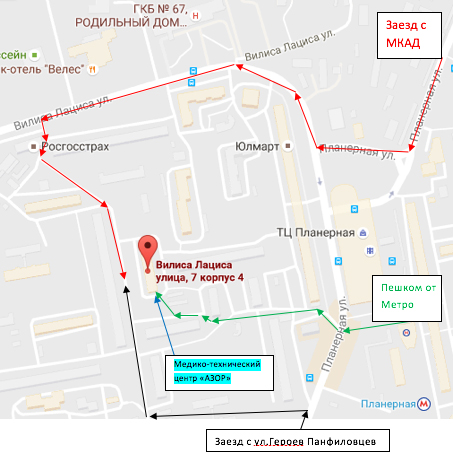 ГКБ № 67,
РОДИЛЬНЫЙ ДОМ...
Заезд с
МКАД
ссейн
к-отель "Велес"
Вилиса Лациса ул.
Вилиса Лациса ул.
Планерная ул.
Росгосстрах
Юлмарт
Планерная ул.
ТЦ Планерная
Вилиса Лациса
улица, 7 корпус 4
Пешком от
Метро
Планерная ул.
Медико-технический
центр «АЗОР»
Планерная М
Заезд с ул.Героев Панфиловцев